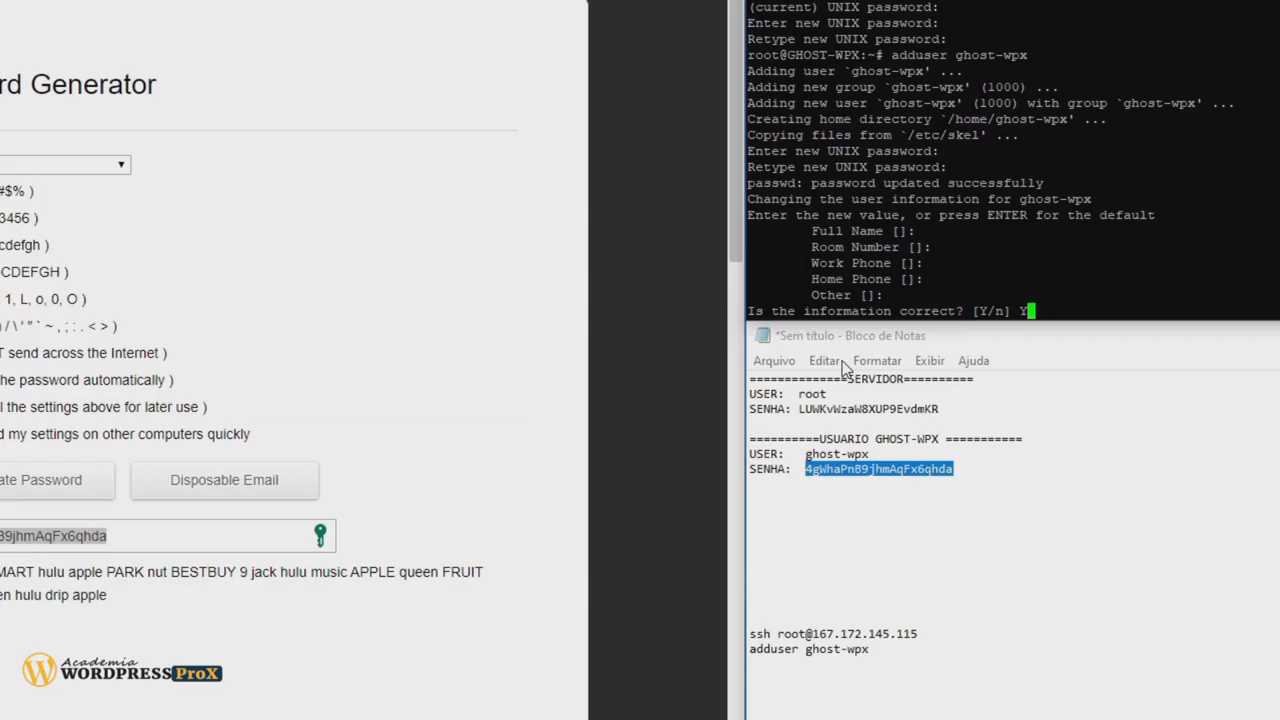 rd Generator
#$% )
3456 )
cdefgh )
CDEFGH )
1, L, o, 0, O )
) / \ ' " ` ~ , ; : . < > )
T send across the Internet )
he password automatically )
l the settings above for later use )
d my settings on other computers quickly
ate Password
Disposable Email
B9jhmAqFx6qhda
MART hulu apple PARK nut BESTBUY 9 jack hulu music APPLE queen FRUIT
en hulu drip apple
Academia
WORDPRESS ProX
(current) UNIX password:
Enter new UNIX password:
Retype new UNIX password:
root@GHOST-WPX:~# adduser ghost-wpx
Adding user `ghost-wpx' ...
Adding new group `ghost-wpx' (1000) ...
Adding new user `ghost-wpx' (1000) with group `ghost-wpx' ...
Creating home directory `/home/ghost-wpx' ...
Copying files from `/etc/skel' ...
Enter new UNIX password:
Retype new UNIX password:
passwd: password updated successfully
Changing the user information for ghost-wpx
Enter the new value, or press ENTER for the default
Full Name []:
Room Number []:
Work Phone []:
Home Phone []:
Other []:
Is the information correct? [Y/n] Y
*Sem título - Bloco de Notas
Arquivo Editar Formatar Exibir Ajuda
==============SERVIDOR==========
USER: root
SENHA: LUWKvWzaW8XUP9EvdmKR
==========USUARIO GHOST-WPX ===========
USER: ghost-wpx
SENHA: 4gWhaPnB9jhmAqFx6qhda
ssh root@167.172.145.115
adduser ghost-wpx